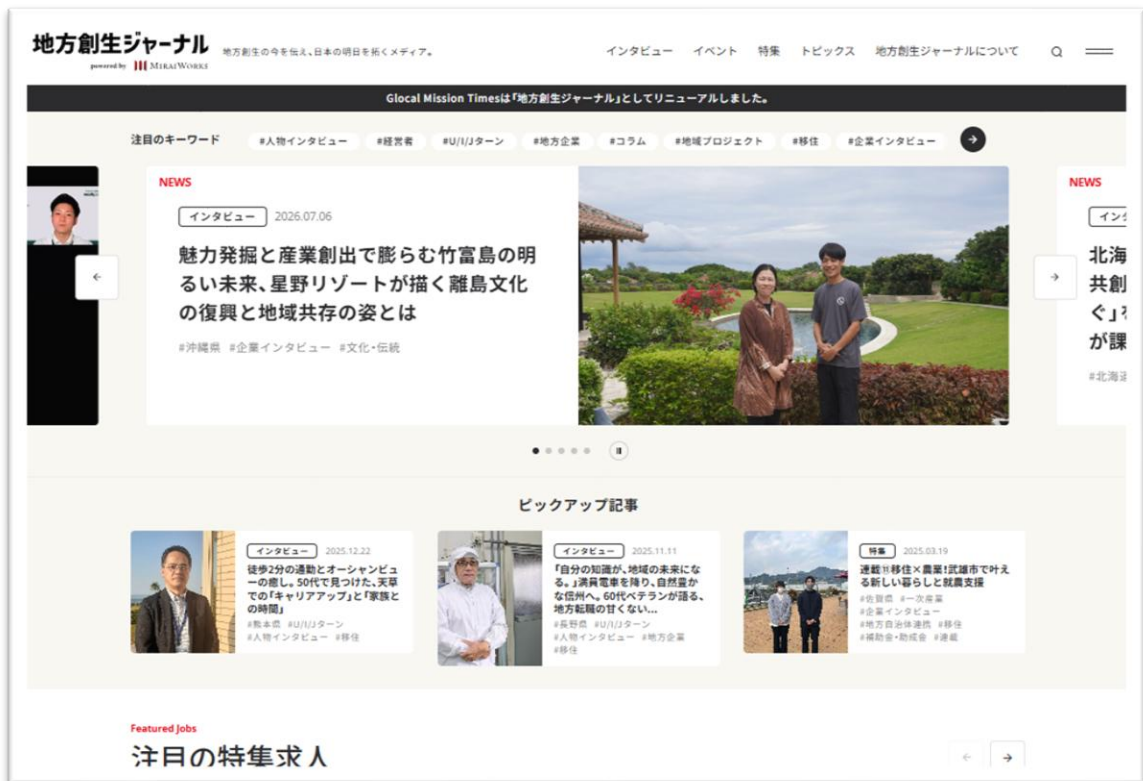 地方創生ジャーナル
powered by MIRAIWORKS
地方創生の今を伝え、日本の明日を拓くメディア。
インタビュー イベント 特集 トピックス 地方創生ジャーナルについて
Glocal Mission Timesは「地方創生ジャーナル」としてリニューアルしました。
注目のキーワード #人物インタビュー #経営者 #U/I/Jターン #地方企業 #コラム #地域プロジェクト #移住 #企業インタビュー
NEWS
インタビュー 2026.07.06
魅力発掘と産業創出で膨らむ竹富島の明
るい未来、星野リゾートが描く離島文化
の復興と地域共存の姿とは
#沖縄県 #企業インタビュー #文化・伝統
NEWS
イン
北海
共創
ぐ」
が課
#北海道
ピックアップ記事
インタビュー 2025.12.22
徒歩2分の通勤とオーシャンビュ
ーの癒し。50代で見つけた、天草
での「キャリアアップ」と「家族と
の時間」
#熊本県 #U/I/Jターン
#人物インタビュー #移住
インタビュー 2025.11.11
「自分の知識が、地域の未来にな
る。」満員電車を降り、自然豊か
な信州へ。60代ベテランが語る、
地方転職の甘くない...
#長野県 #U/I/Jターン
#人物インタビュー #地方企業
#移住
特集 2025.03.19
連載!!移住×農業!武雄市で叶え
る新しい暮らしと就農支援
#佐賀県 #一次産業
#企業インタビュー
#地方自治体連携 #移住
#補助金・助成金 #連載
Featured Jobs
注目の特集求人